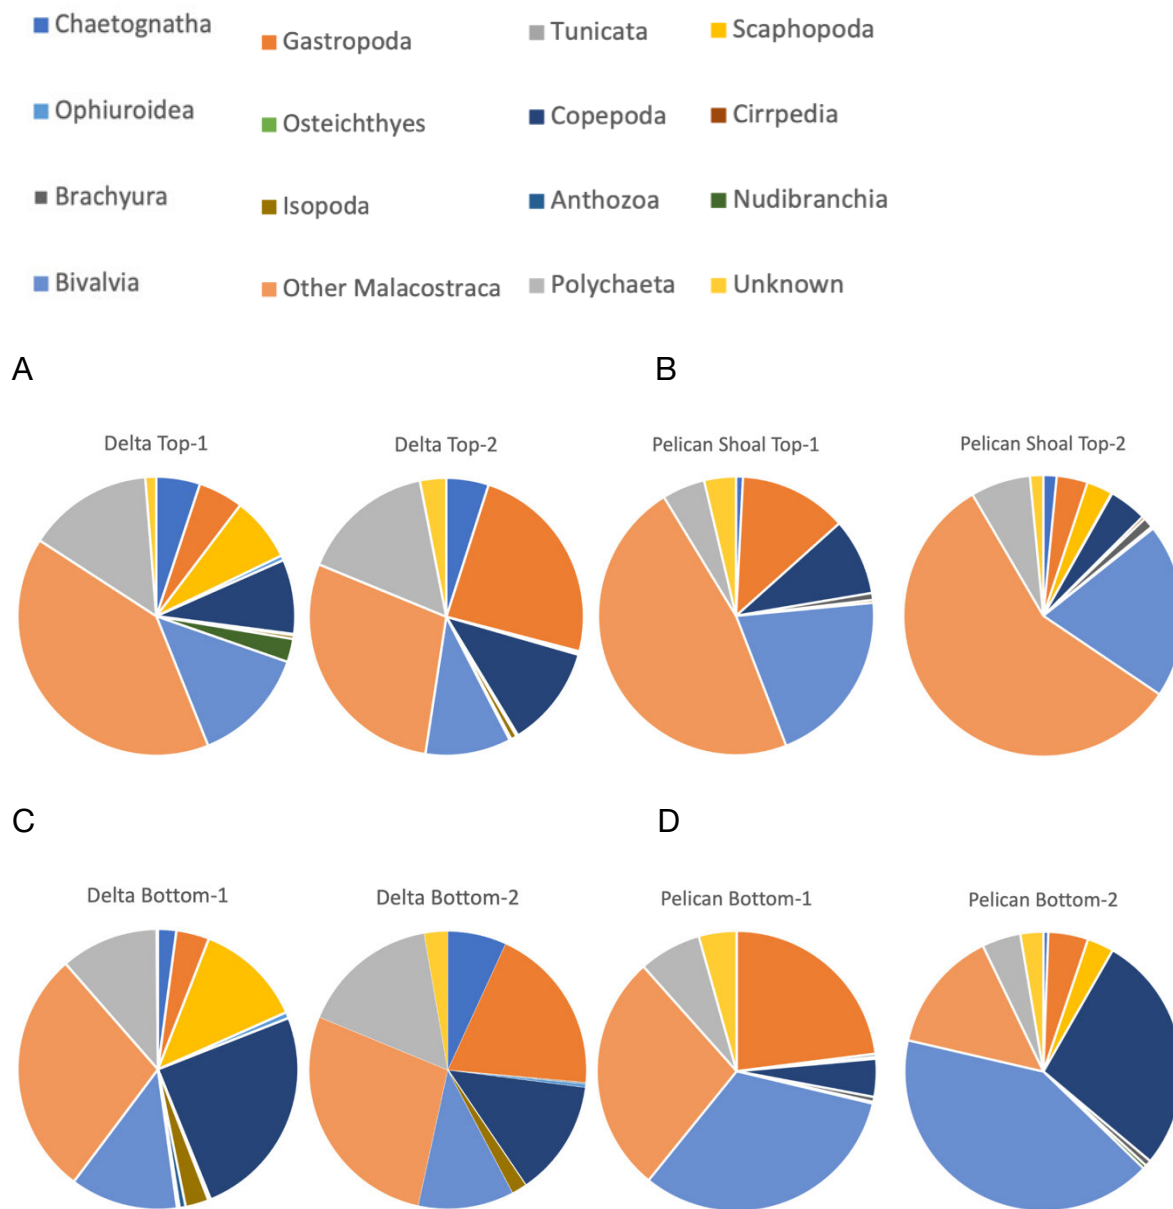 Chaetognatha
Gastropoda
Tunicata
Scaphopoda
Ophiuroidea
Osteichthyes
Copepoda
Cirrpedia
Brachyura
Isopoda
Anthozoa
Nudibranchia
Bivalvia
Other Malacostraca
Polychaeta
Unknown
A
B
Delta Top-1
Delta Top-2
Pelican Shoal Top-1
Pelican Shoal Top-2
C
D
Delta Bottom-1
Delta Bottom-2
Pelican Bottom-1
Pelican Bottom-2